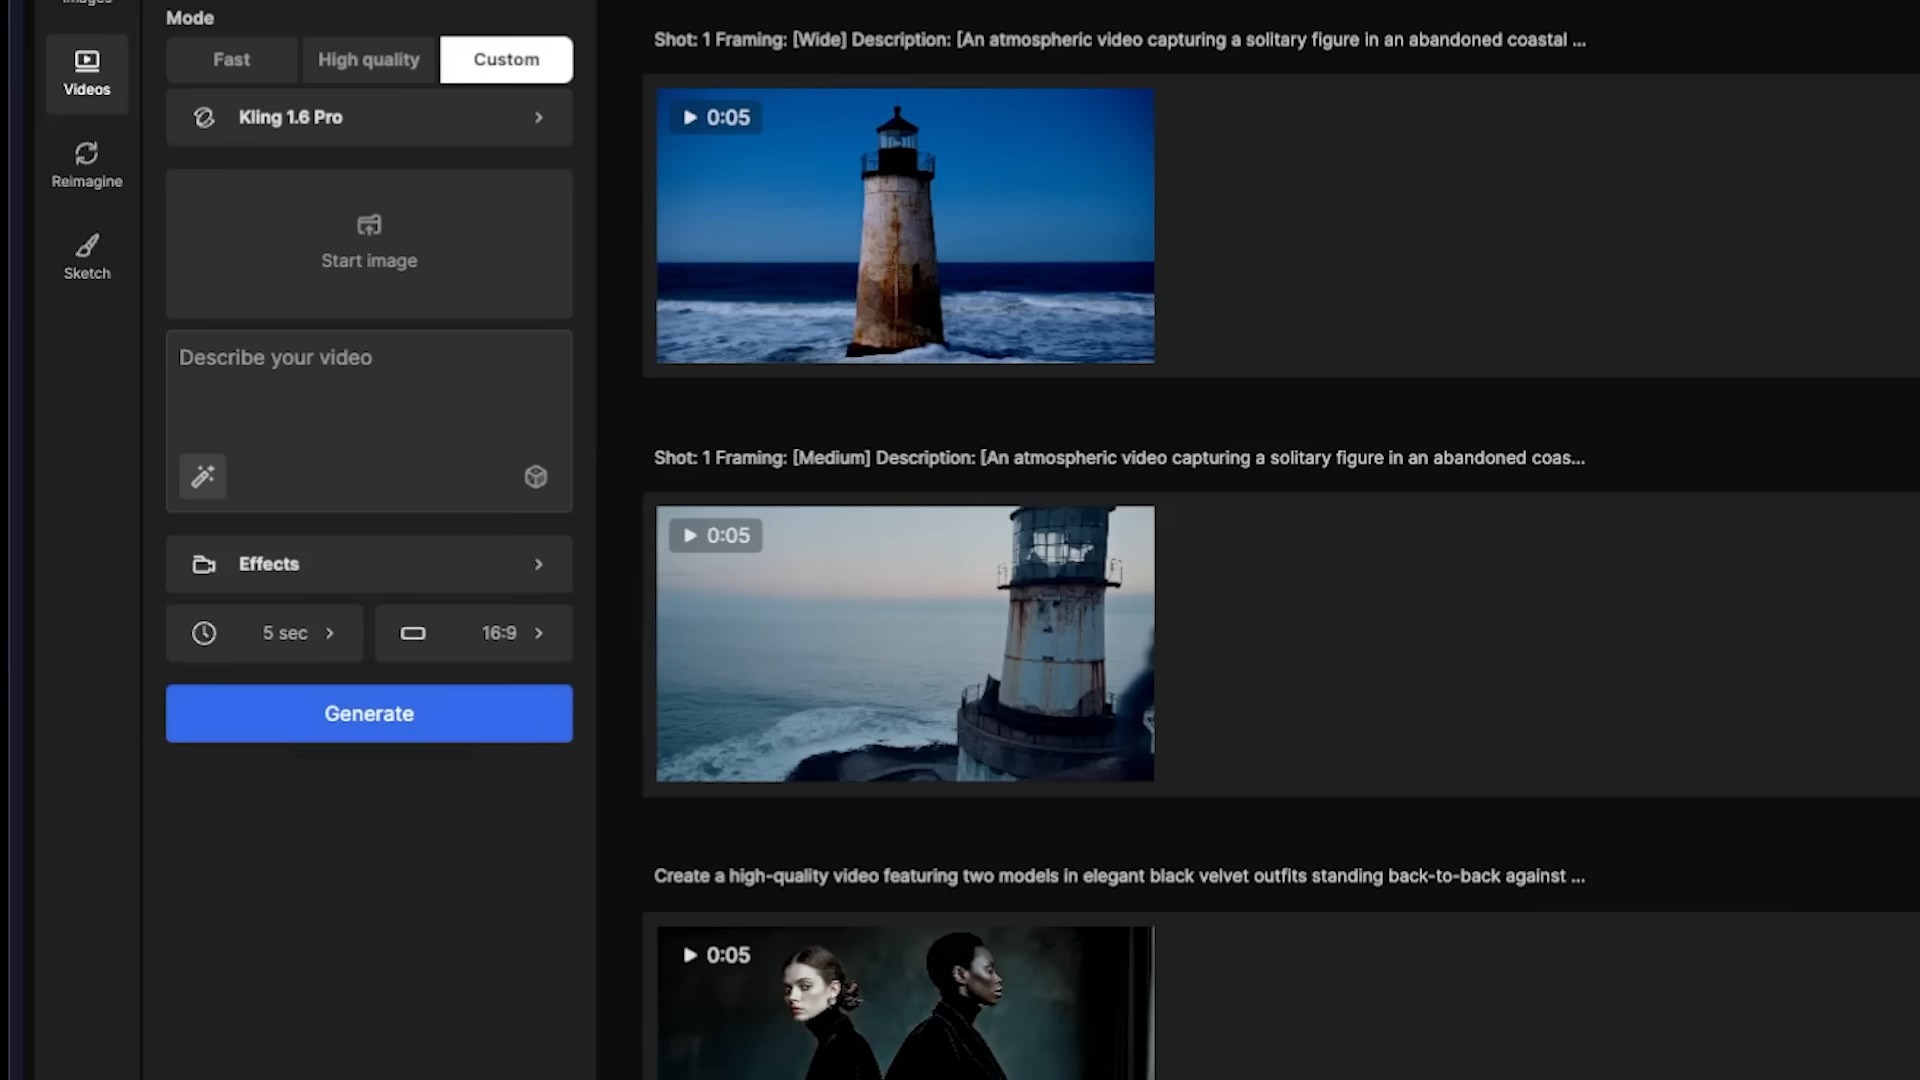 Images
Videos
Reimagine
Sketch
Mode
Fast
High quality
Custom
Kling 1.6 Pro
Start image
Describe your video
Effects
5 sec
16:9
Generate
Shot: 1 Framing: [Wide] Description: [An atmospheric video capturing a solitary figure in an abandoned coastal ...
0:05
Shot: 1 Framing: [Medium] Description: [An atmospheric video capturing a solitary figure in an abandoned coas...
0:05
Create a high-quality video featuring two models in elegant black velvet outfits standing back-to-back against ...
0:05